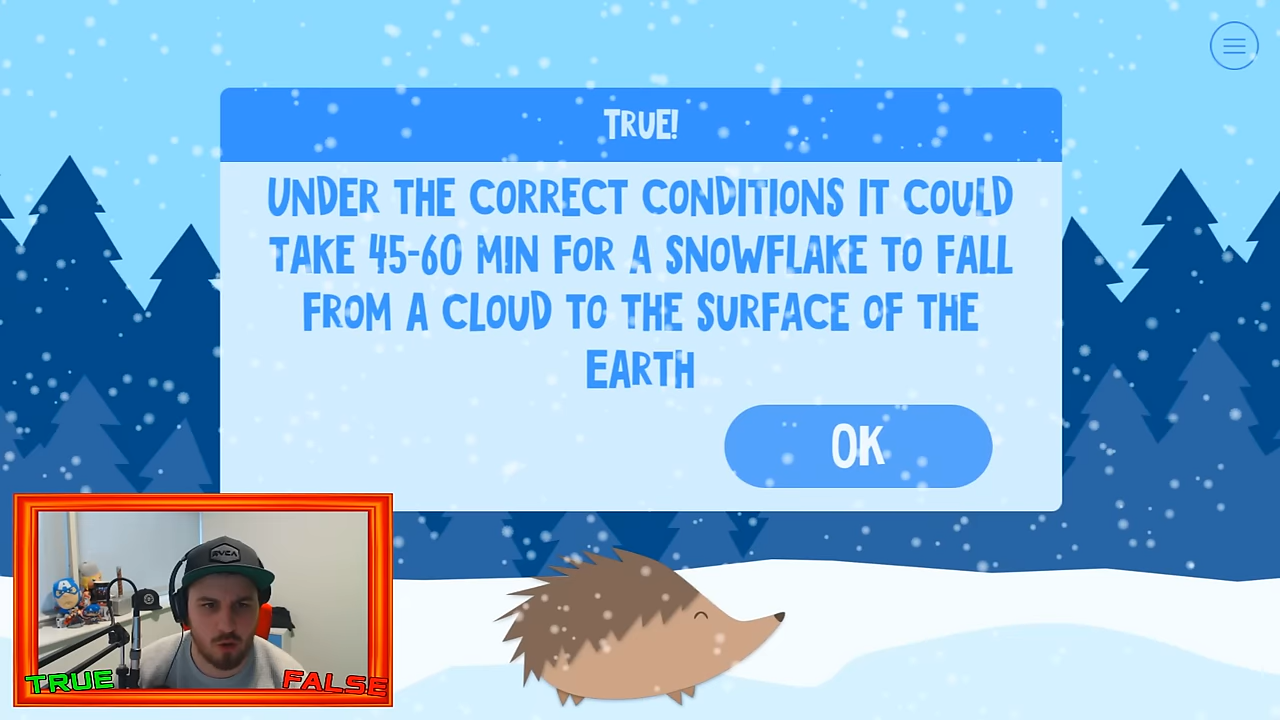 TRUE!
UNDER THE CORRECT CONDITIONS IT COULD
TAKE 45-60 MIN FOR A SNOWFLAKE TO FALL
FROM A CLOUD TO THE SURFACE OF THE
EARTH
OK
RVCA
TRUE
FALSE